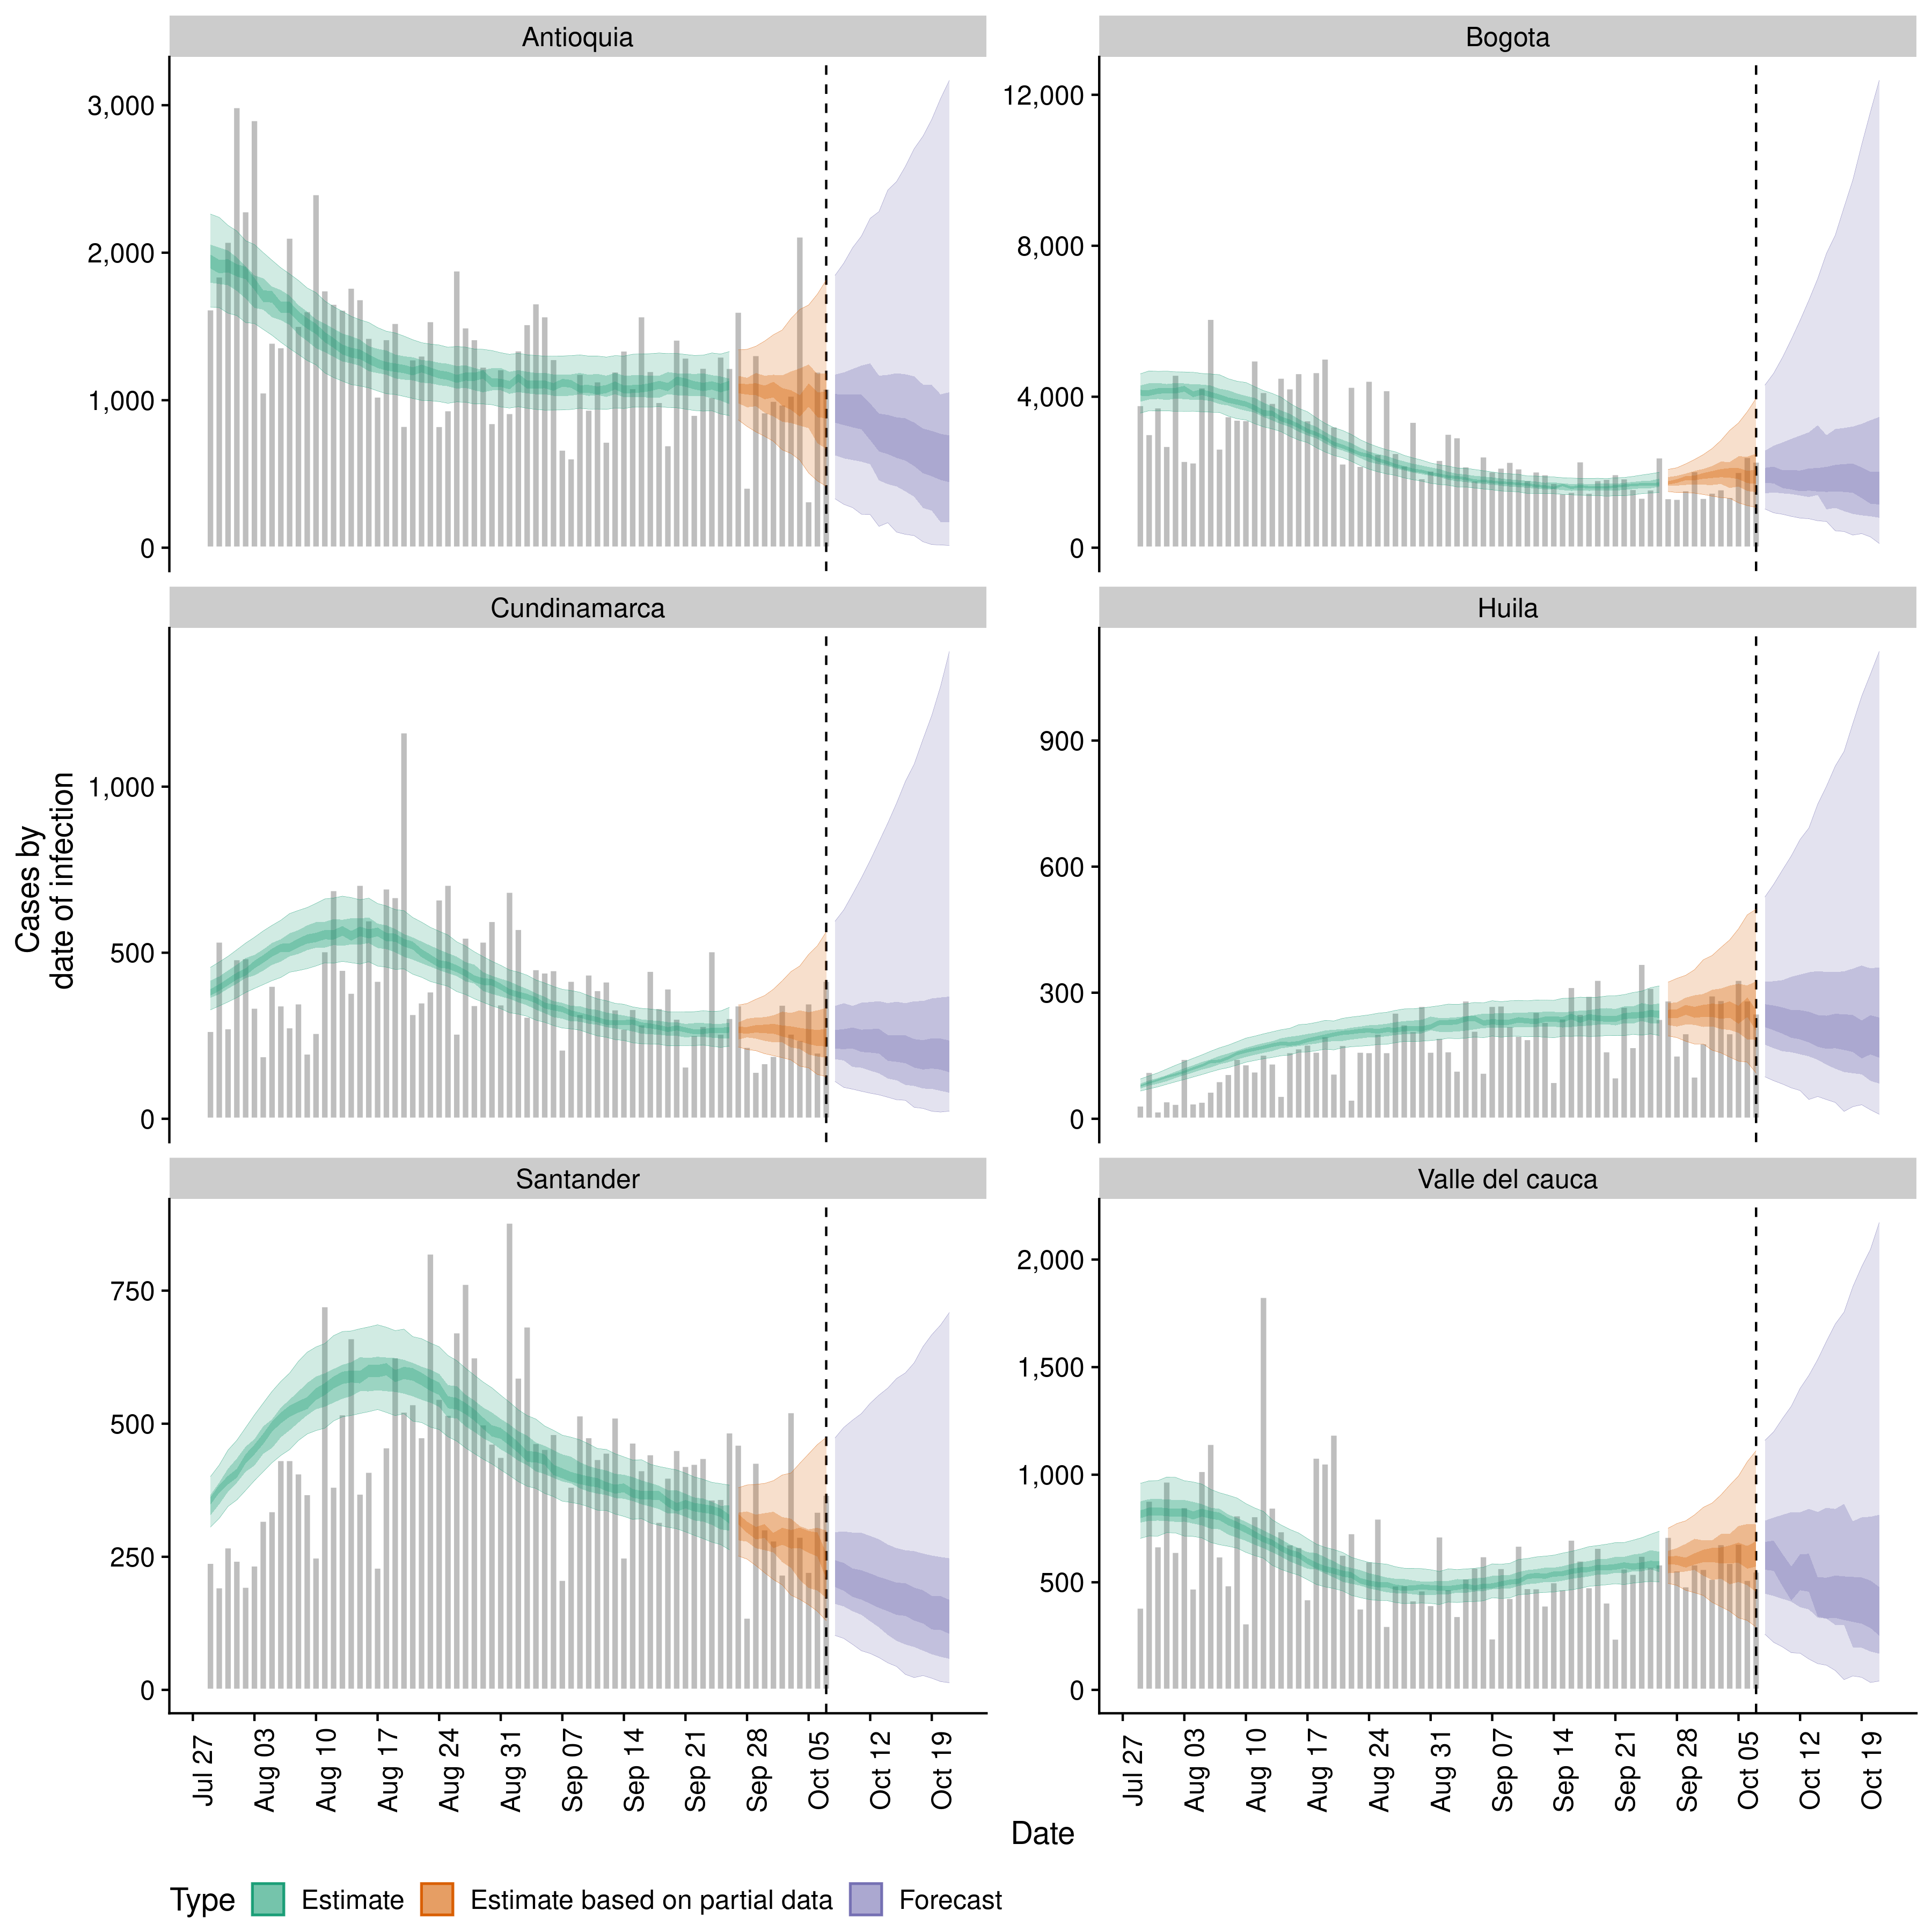 Antioquia
Bogota
3,000
2,000
1,000
0
12,000
8,000
4,000
0
Cundinamarca
Huila
1,000
500
0
900
600
300
0
Cases by
date of infection
Santander
Valle del cauca
750
500
250
0
2,000
1,500
1,000
500
0
Jul 27
Aug 03
Aug 10
Aug 17
Aug 24
Aug 31
Sep 07
Sep 14
Sep 21
Sep 28
Oct 05
Oct 12
Oct 19
Jul 27
Aug 03
Aug 10
Aug 17
Aug 24
Aug 31
Sep 07
Sep 14
Sep 21
Sep 28
Oct 05
Oct 12
Oct 19
Date
Type Estimate Estimate based on partial data Forecast